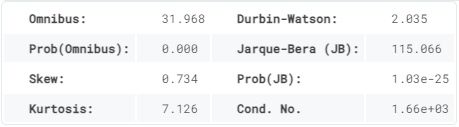 Omnibus: 31.968 Durbin-Watson: 2.035
Prob(Omnibus): 0.000 Jarque-Bera (JB): 115.066
Skew: 0.734 Prob(JB): 1.03e-25
Kurtosis: 7.126 Cond. No. 1.66e+03